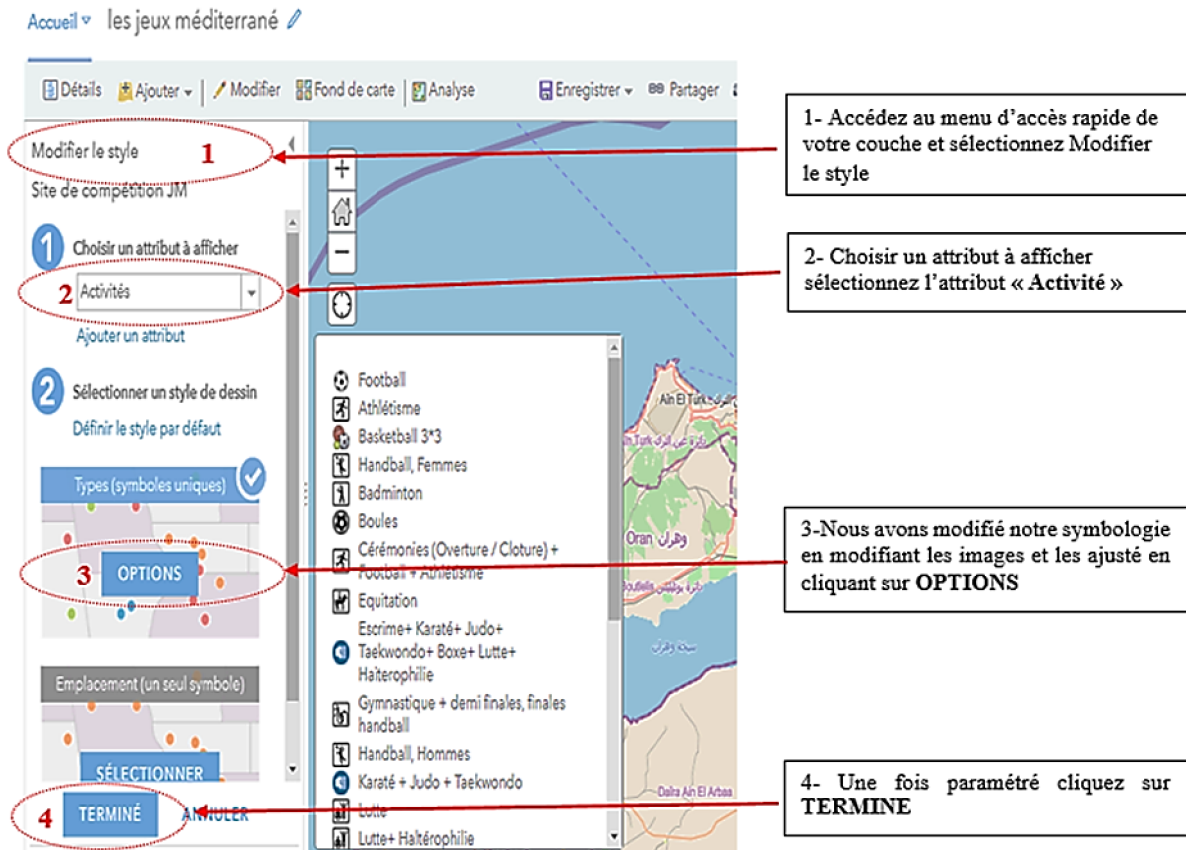 Accueil les jeux méditerrané
Détails Ajouter Modifier Fond de carte Analyse Enregistrer Partager
Modifier le style 1
Site de compétition JM
1 Choisir un attribut à afficher
2 Activités
Ajouter un attribut
2 Sélectionner un style de dessin
Définir le style par défaut
Types (symboles uniques)
3 OPTIONS
Emplacement (un seul symbole)
SÉLECTIONNER
4 TERMINÉ ANNULER
Football
Athlétisme
Basketball 3*3
Handball, Femmes
Badminton
Boules
Cérémonies (Overture / Cloture) +
Football + Athlétisme
Equitation
Escrime+ Karaté+ Judo+
Taekwondo+ Boxe+ Lutte+
Halterophilie
Gymnastique + demi finales, finales
handball
Handball, Hommes
Karaté + Judo + Taekwondo
Lutte
Lutte+ Haltérophilie
Aïn El Turk
Oran وهران
سبخة وهران
Daïra Aïn El Arbaa
1- Accédez au menu d'accès rapide de
votre couche et sélectionnez Modifier
le style
2- Choisir un attribut à afficher
sélectionnez l'attribut « Activité »
3-Nous avons modifié notre symbologie
en modifiant les images et les ajusté en
cliquant sur OPTIONS
4- Une fois paramétré cliquez sur
TERMINE